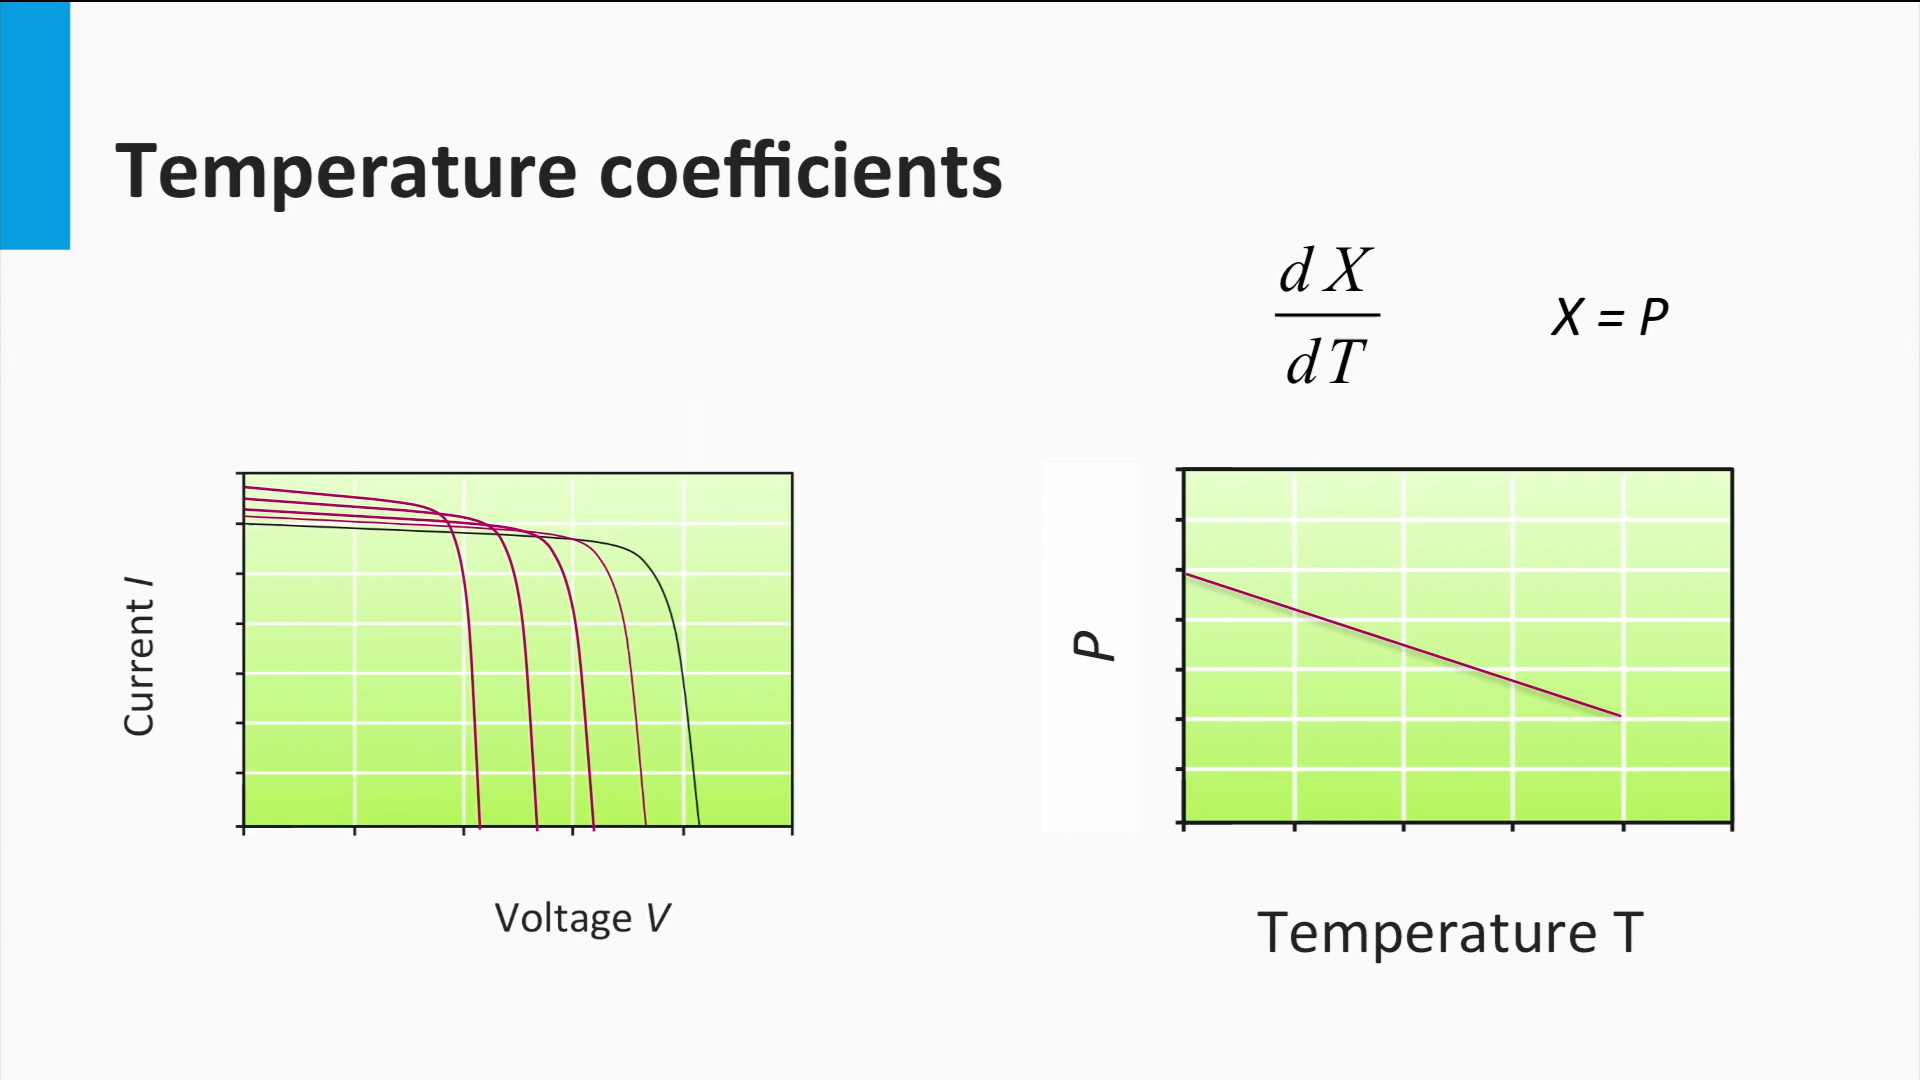 Temperature coefficients
d X
d T
X = P
Current I
Voltage V
P
Temperature T